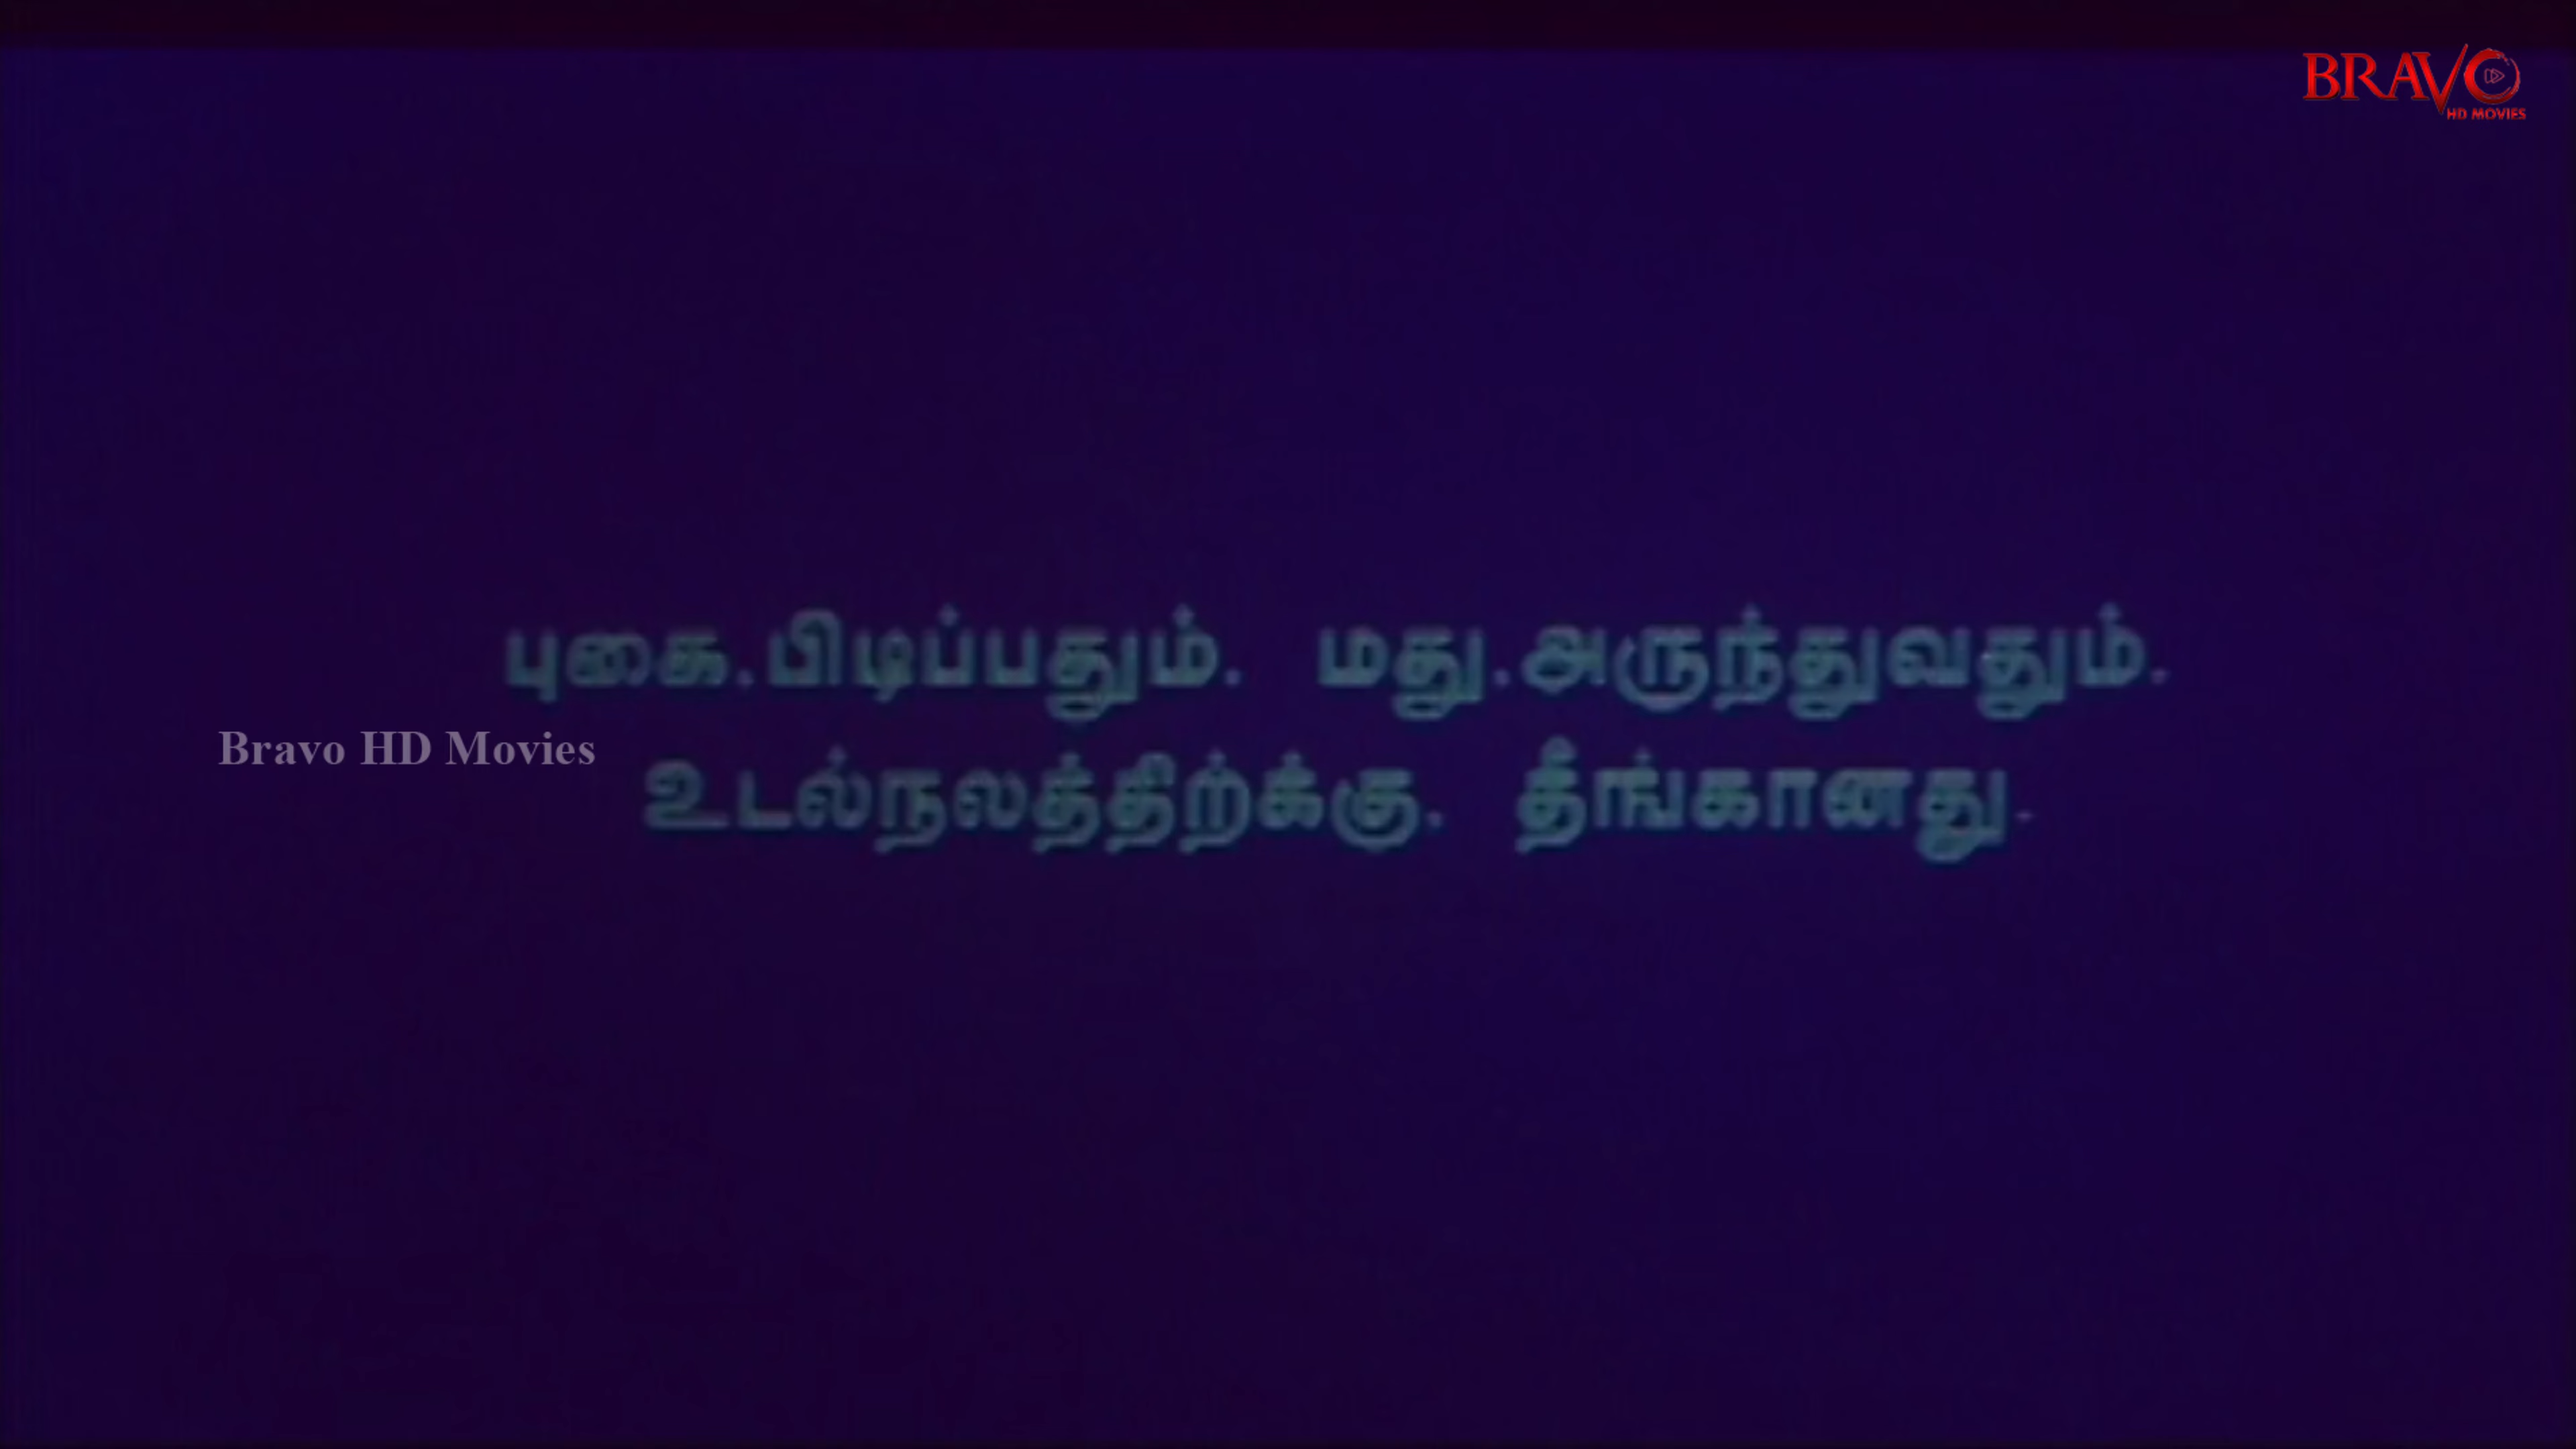 BRAVO
HD MOVIES
புகை.பிடிப்பதும். மது.அருந்துவதும்.
Bravo HD Movies
உடல்நலத்திற்க்கு. தீங்கானது.